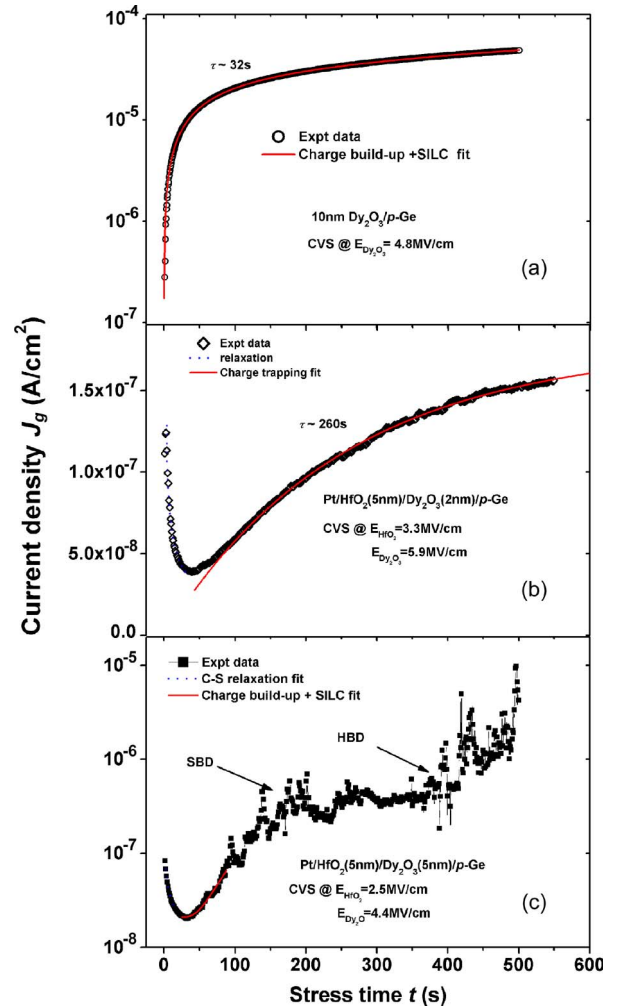 10⁻⁴
τ ~ 32s
10⁻⁵
Expt data
Charge build-up +SILC fit
10⁻⁶
10nm Dy₂O₃/p-Ge
CVS @ E_Dy₂O₃= 4.8MV/cm
(a)
10⁻⁷
Current density J_g (A/cm²)
Expt data
relaxation
Charge trapping fit
1.5x10⁻⁷
τ ~ 260s
1.0x10⁻⁷
Pt/HfO₂(5nm)/Dy₂O₃(2nm)/p-Ge
CVS @ E_HfO₂=3.3MV/cm
E_Dy₂O₃=5.9MV/cm
5.0x10⁻⁸
(b)
0.0
10⁻⁵
Expt data
C-S relaxation fit
Charge build-up + SILC fit
HBD
SBD
10⁻⁶
10⁻⁷
Pt/HfO₂(5nm)/Dy₂O₃(5nm)/p-Ge
CVS @ E_HfO₂=2.5MV/cm
E_Dy₂O=4.4MV/cm
(c)
10⁻⁸
0 100 200 300 400 500 600
Stress time t (s)